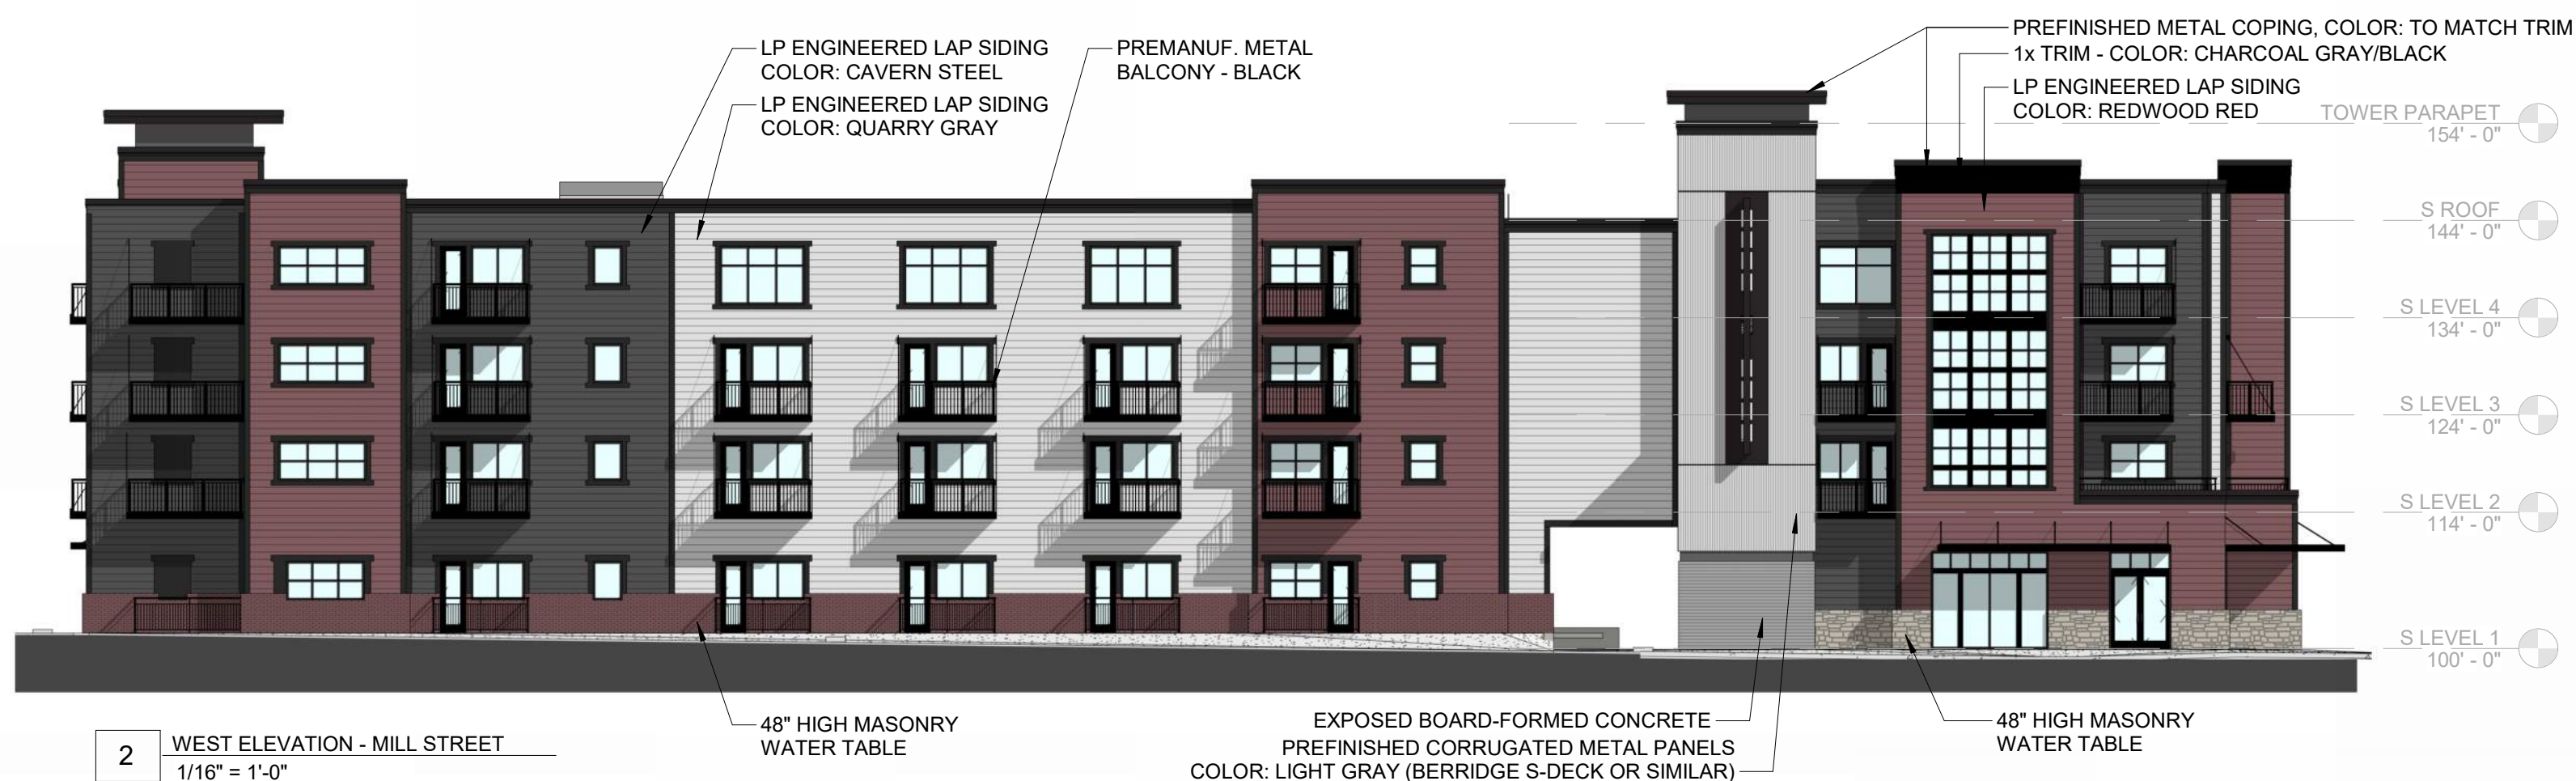 LP ENGINEERED LAP SIDING
COLOR: CAVERN STEEL
LP ENGINEERED LAP SIDING
COLOR: QUARRY GRAY
PREMANUF. METAL
BALCONY - BLACK
PREFINISHED METAL COPING, COLOR: TO MATCH TRIM
1x TRIM - COLOR: CHARCOAL GRAY/BLACK
LP ENGINEERED LAP SIDING
COLOR: REDWOOD RED
TOWER PARAPET
154' - 0"
S ROOF
144' - 0"
S LEVEL 4
134' - 0"
S LEVEL 3
124' - 0"
S LEVEL 2
114' - 0"
S LEVEL 1
100' - 0"
48" HIGH MASONRY
WATER TABLE
EXPOSED BOARD-FORMED CONCRETE
PREFINISHED CORRUGATED METAL PANELS
COLOR: LIGHT GRAY (BERRIDGE S-DECK OR SIMILAR)
48" HIGH MASONRY
WATER TABLE
2
WEST ELEVATION - MILL STREET
1/16" = 1'-0"